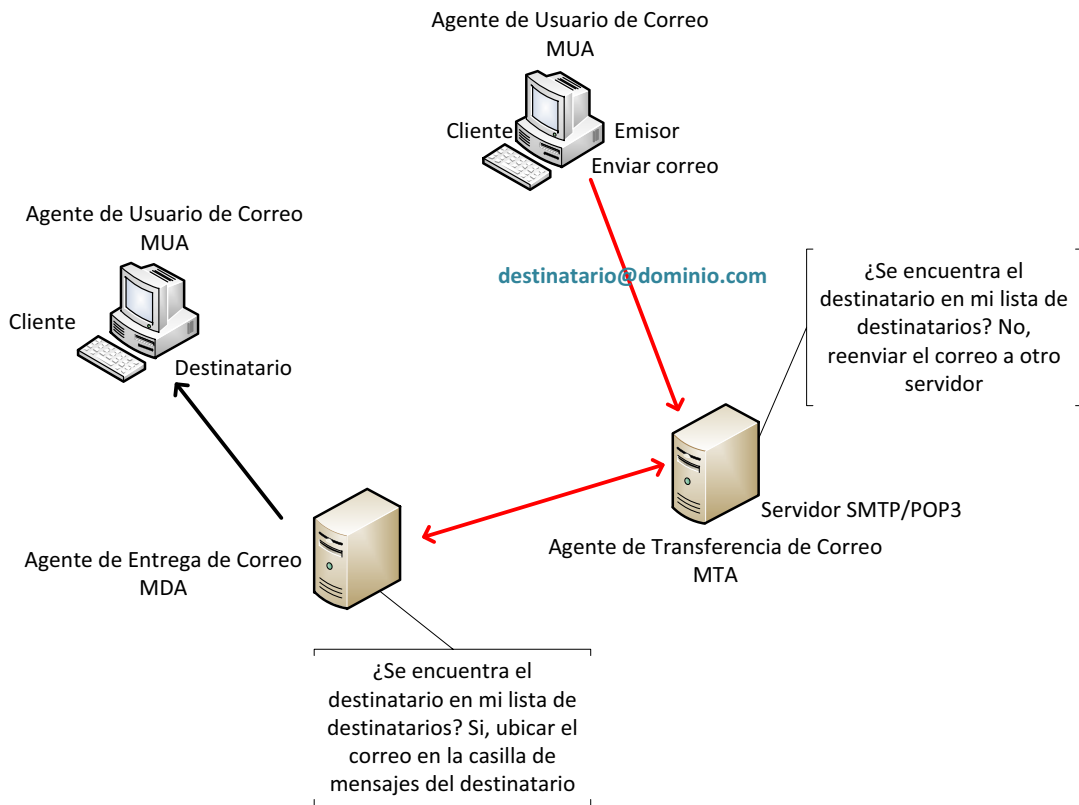 Agente de Usuario de Correo
MUA
Cliente
Emisor
Enviar correo
Agente de Usuario de Correo
MUA
Cliente
Destinatario
destinatario@dominio.com
¿Se encuentra el
destinatario en mi lista de
destinatarios? No,
reenviar el correo a otro
servidor
Servidor SMTP/POP3
Agente de Transferencia de Correo
MTA
Agente de Entrega de Correo
MDA
¿Se encuentra el
destinatario en mi lista de
destinatarios? Si, ubicar el
correo en la casilla de
mensajes del destinatario